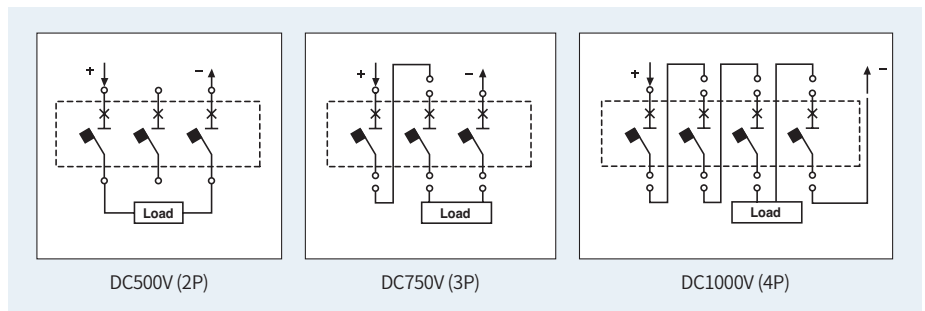 + −
Load
DC500V (2P)
+ −
Load
DC750V (3P)
+ −
Load
DC1000V (4P)